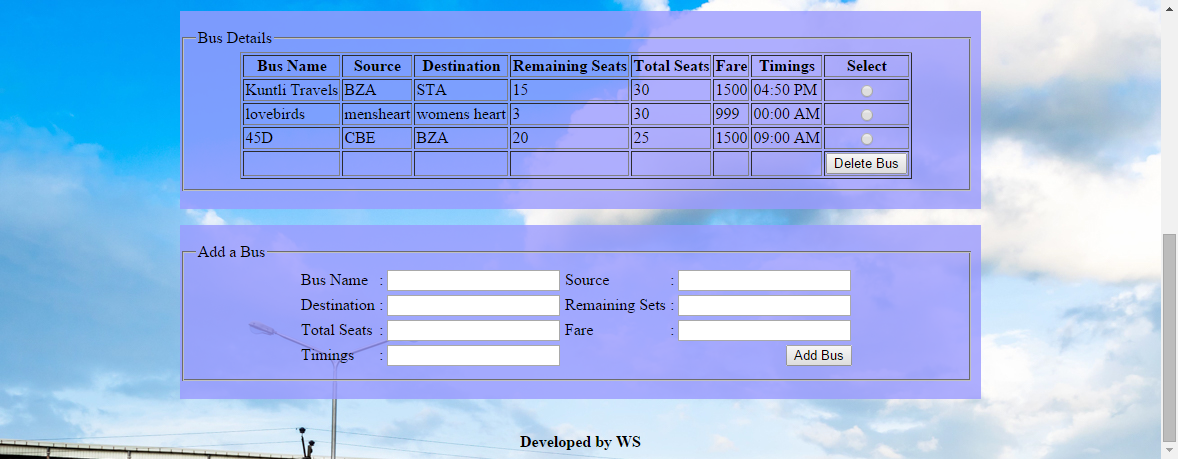 Bus Details
Bus Name Source Destination Remaining Seats Total Seats Fare Timings Select
Kuntli Travels BZA STA 15 30 1500 04:50 PM
lovebirds mensheart womens heart 3 30 999 00:00 AM
45D CBE BZA 20 25 1500 09:00 AM
Delete Bus
Add a Bus
Bus Name : Source :
Destination : Remaining Sets :
Total Seats : Fare :
Timings : Add Bus
Developed by WS